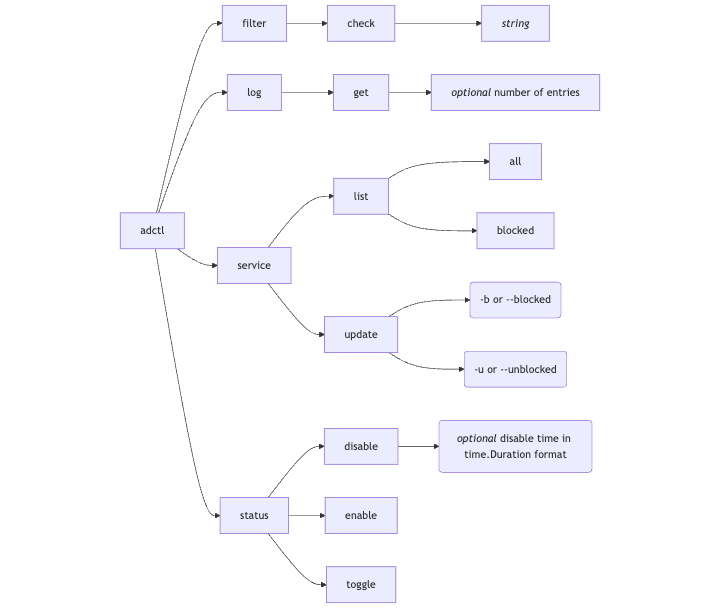 filter
check
string
log
get
optional number of entries
adctl
service
list
all
blocked
update
-b or --blocked
-u or --unblocked
status
disable
optional disable time in
time.Duration format
enable
toggle